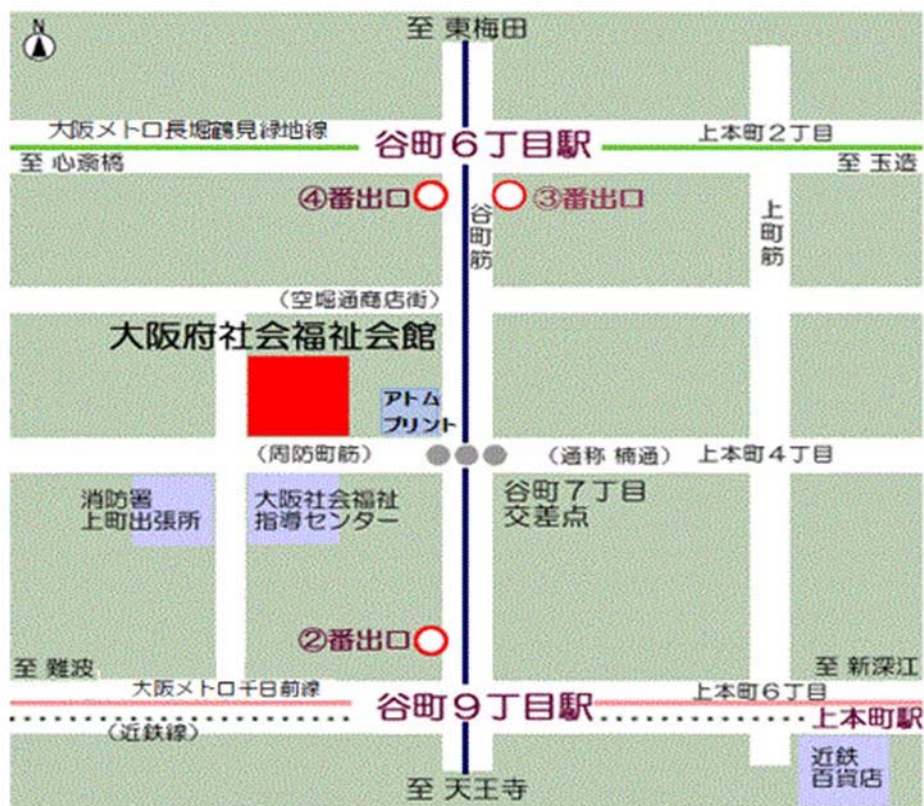 N
至 東梅田
大阪メトロ長堀鶴見緑地線
谷町6丁目駅
上本町2丁目
至 心斎橋
至 玉造
④番出口
③番出口
谷町筋
上町筋
(空堀通商店街)
大阪府社会福祉会館
アトム
プリント
(周防町筋)
(通称 楠通)
上本町4丁目
消防署
上町出張所
大阪社会福祉
指導センター
谷町7丁目
交差点
②番出口
至 難波
至 新深江
大阪メトロ千日前線
谷町9丁目駅
上本町6丁目
(近鉄線)
上本町駅
近鉄
百貨店
至 天王寺